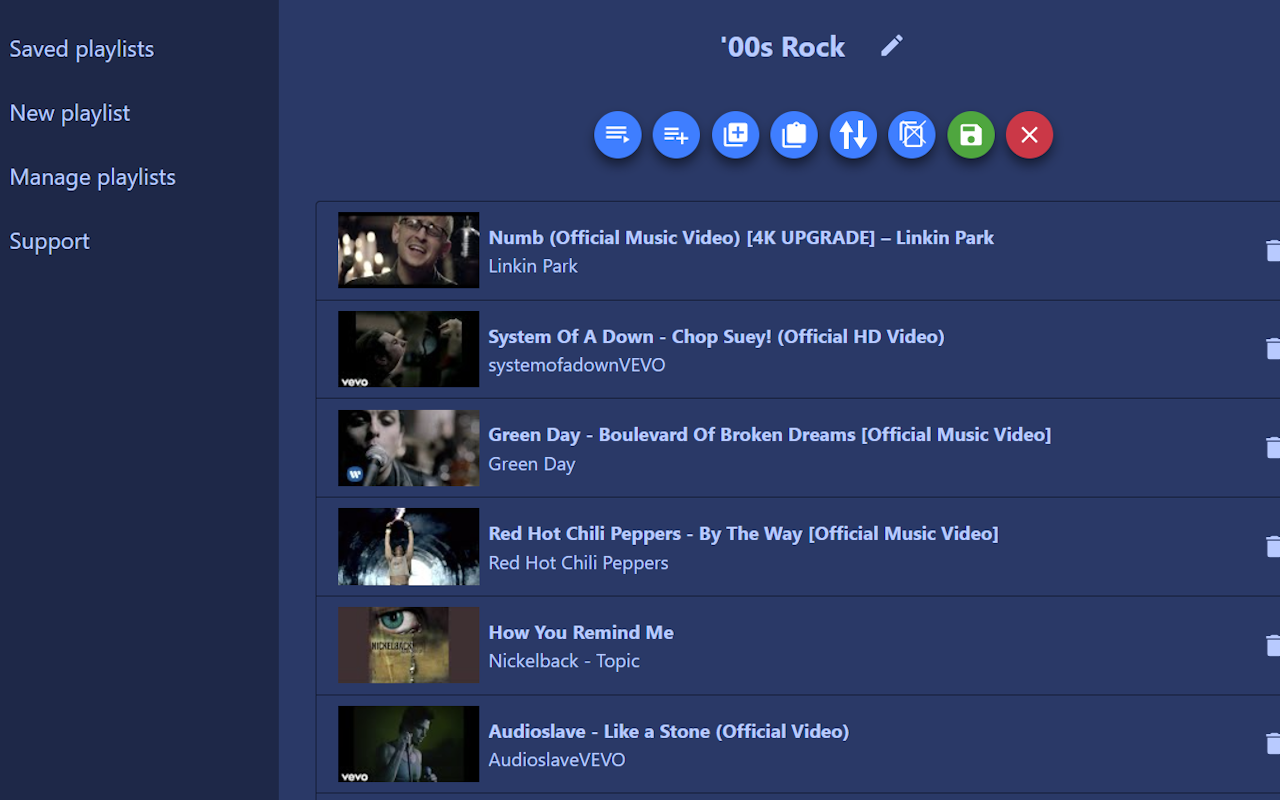 Saved playlists
New playlist
Manage playlists
Support
'00s Rock
Numb (Official Music Video) [4K UPGRADE] – Linkin Park
Linkin Park
System Of A Down - Chop Suey! (Official HD Video)
systemofadownVEVO
vevo
Green Day - Boulevard Of Broken Dreams [Official Music Video]
Green Day
Red Hot Chili Peppers - By The Way [Official Music Video]
Red Hot Chili Peppers
How You Remind Me
Nickelback - Topic
NICKELBACK
Audioslave - Like a Stone (Official Video)
AudioslaveVEVO
vevo